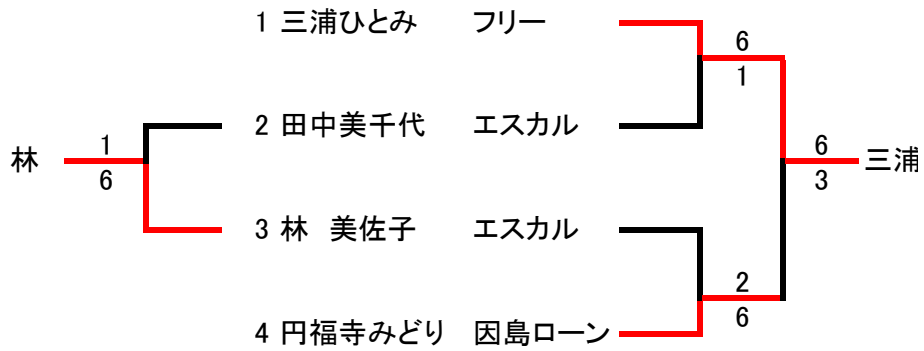 1 三浦ひとみ フリー
6
1
2 田中美千代 エスカル
林
1
6
6
3
三浦
3 林 美佐子 エスカル
2
6
4 円福寺みどり 因島ローン